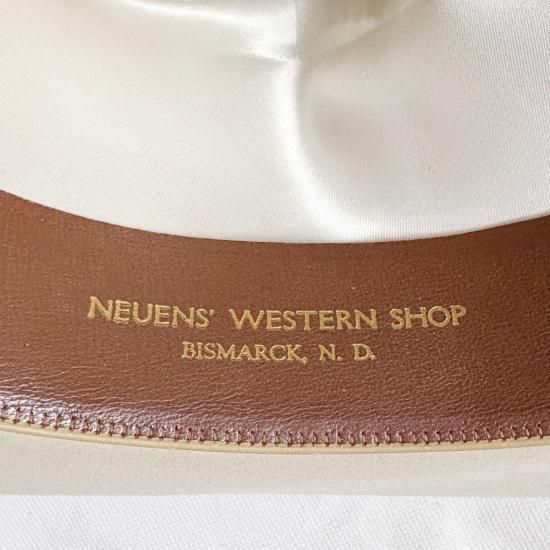 NEUENS' WESTERN SHOP
BISMARCK, N. D.